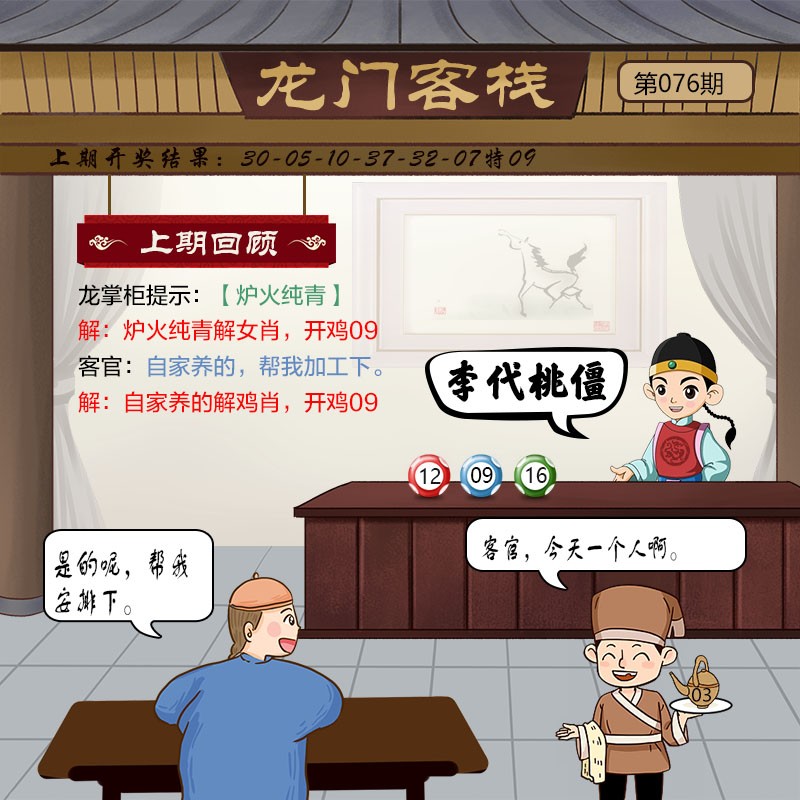 龙门客栈
第076期
上期开奖结果：30-05-10-37-32-07特09
上期回顾
龙掌柜提示：【炉火纯青】
解：炉火纯青解女肖，开鸡09
客官：自家养的，帮我加工下。
解：自家养的解鸡肖，开鸡09
李代桃僵
12 09 16
客官，今天一个人啊。
是的呢，帮我
安排下。
03